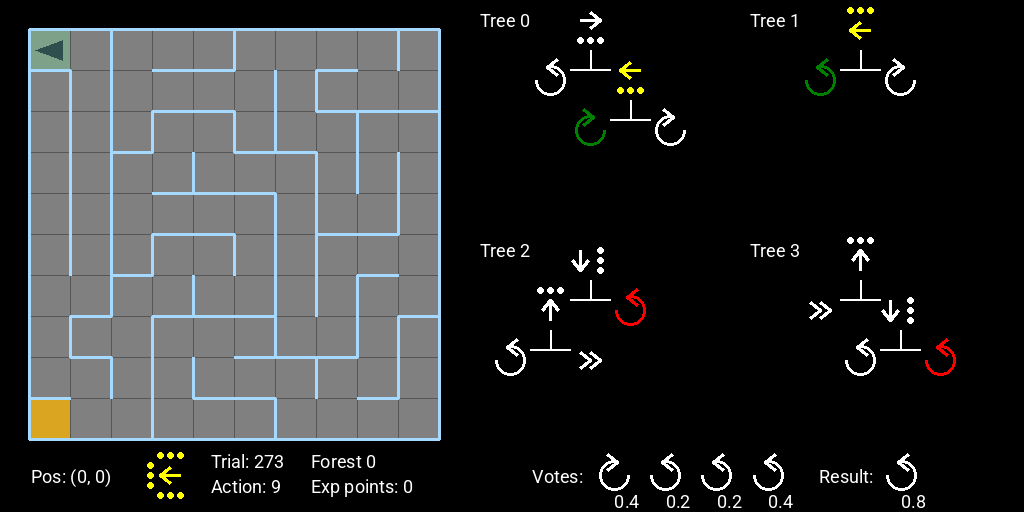 Tree 0
Tree 1
Tree 2
Tree 3
Pos: (0, 0)
Trial: 273
Forest 0
Action: 9
Exp points: 0
Votes:
0.4
0.2
0.2
0.4
Result:
0.8